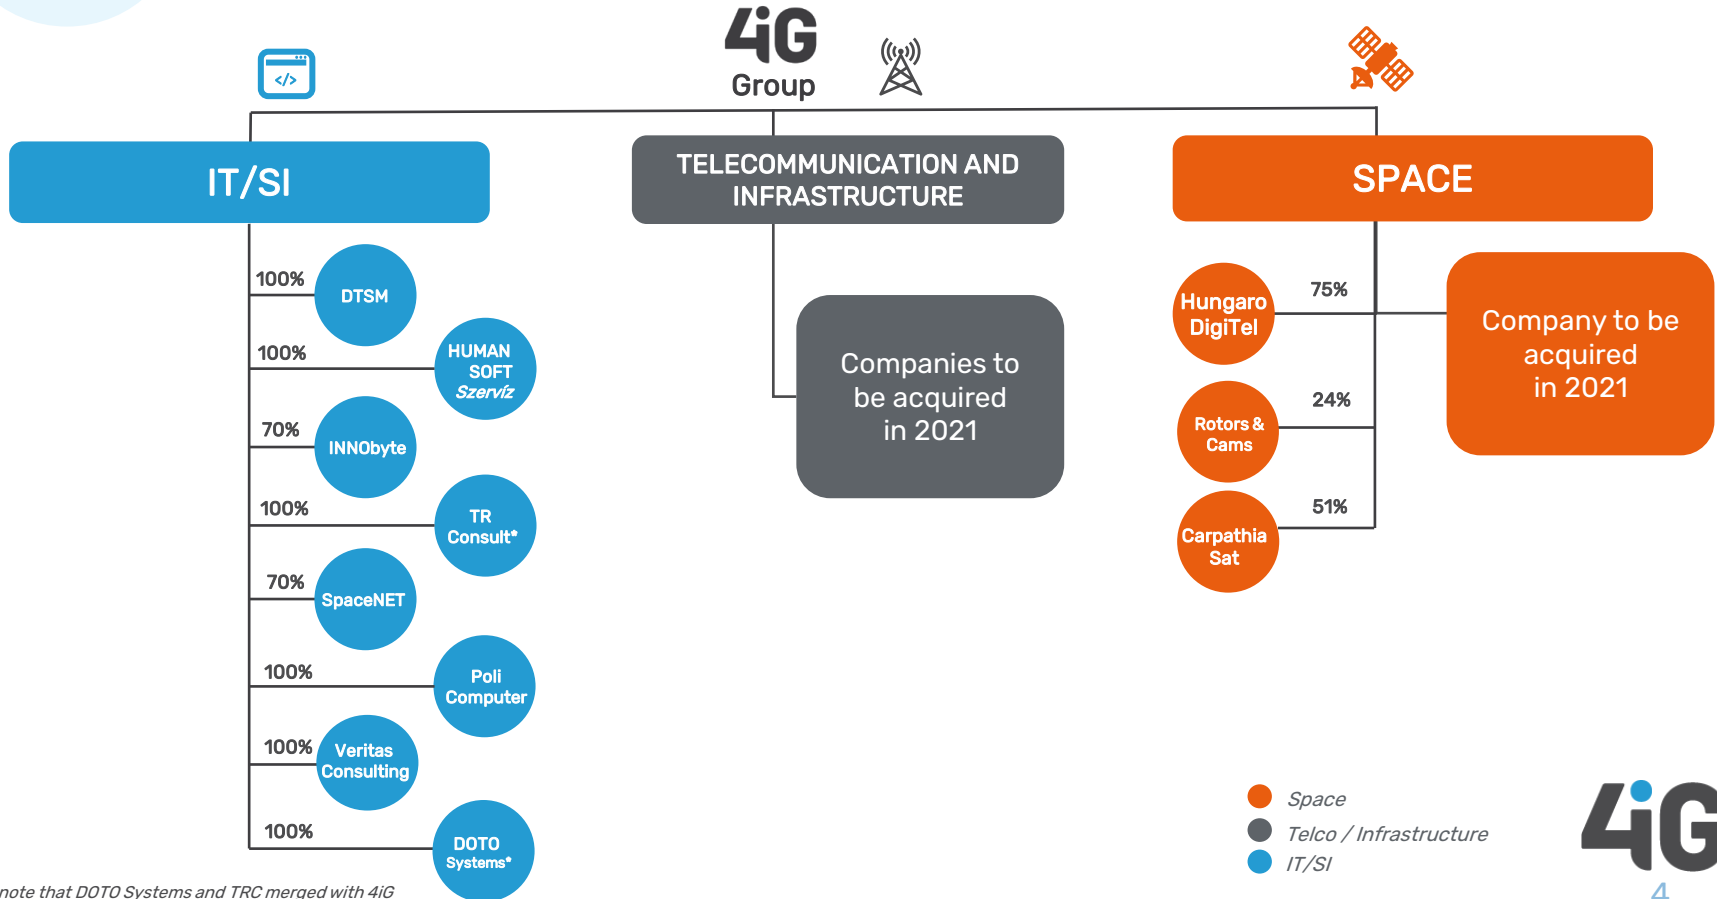 4iG
Group
</>
IT/SI
TELECOMMUNICATION AND
INFRASTRUCTURE
SPACE
100%
DTSM
100%
HUMAN
SOFT
Szervíz
70%
INNObyte
100%
TR
Consult*
70%
SpaceNET
100%
Poli
Computer
100%
Veritas
Consulting
100%
DOTO
Systems*
Companies to
be acquired
in 2021
Hungaro
DigiTel
75%
Rotors &
Cams
24%
Carpathia
Sat
51%
Company to be
acquired
in 2021
Space
Telco / Infrastructure
IT/SI
note that DOTO Systems and TRC merged with 4iG
4iG
4